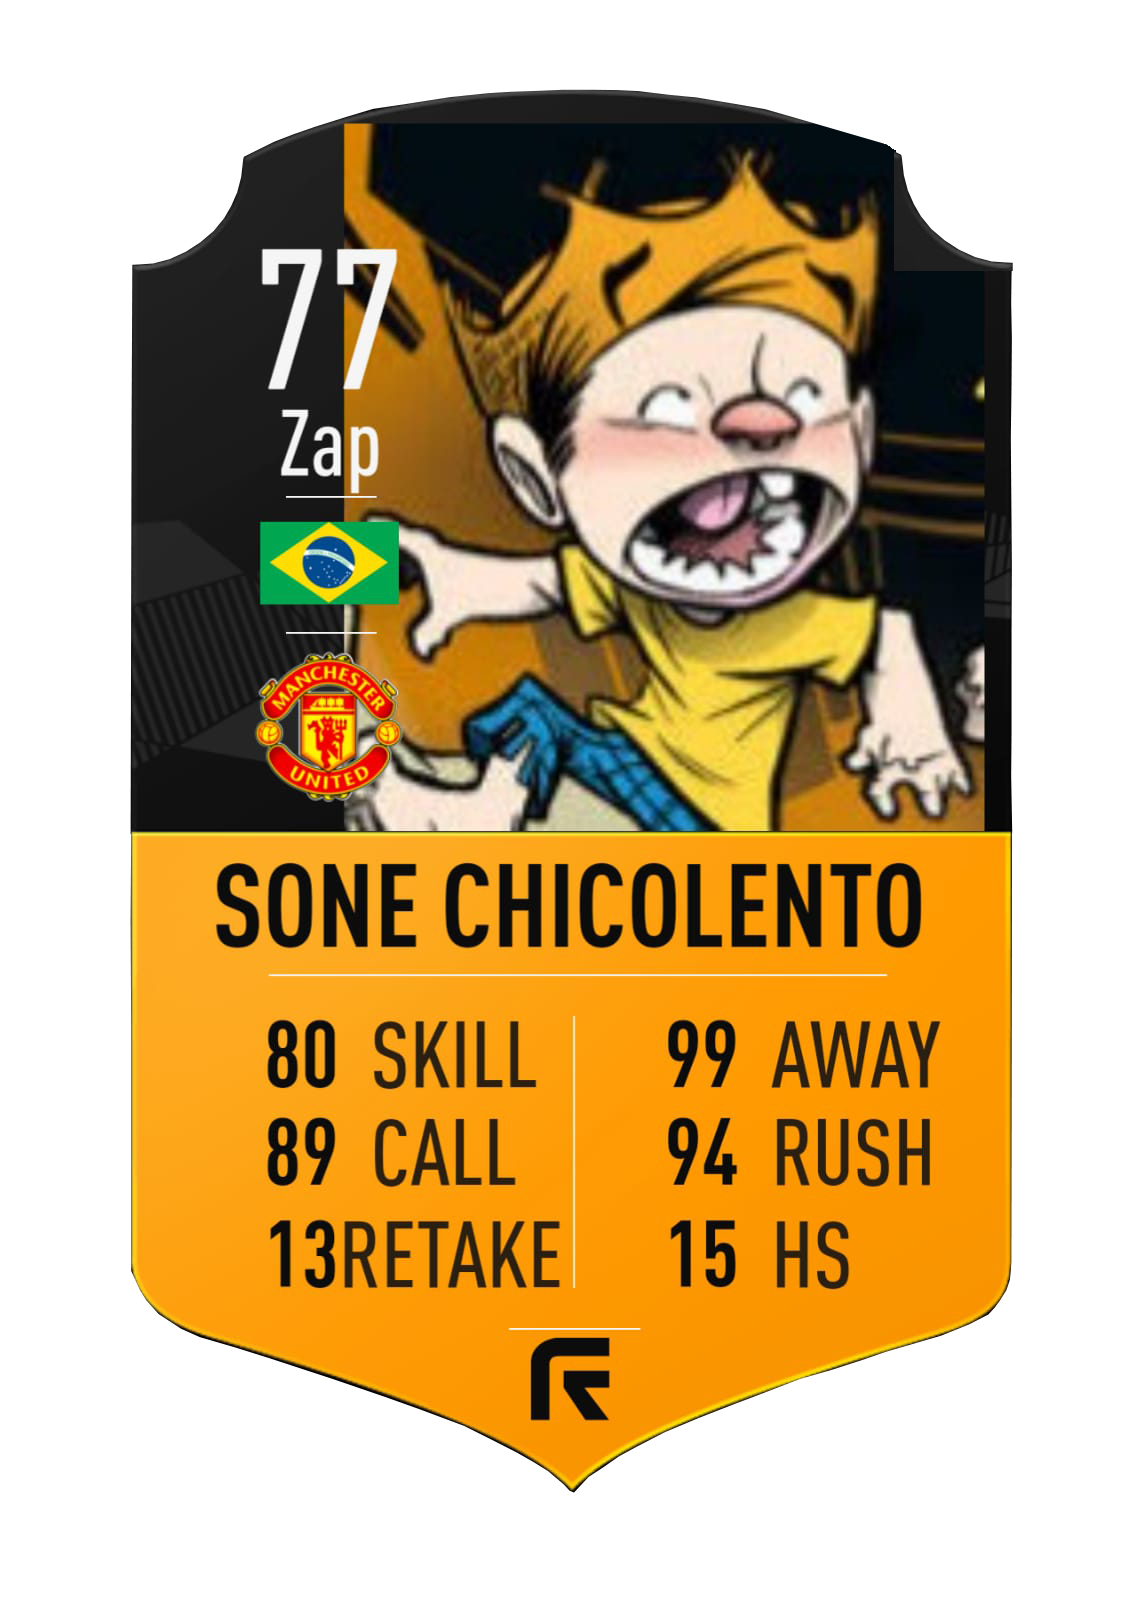 77
Zap
MANCHESTER
UNITED
SONE CHICOLENTO
80 SKILL
99 AWAY
89 CALL
94 RUSH
13RETAKE
15 HS